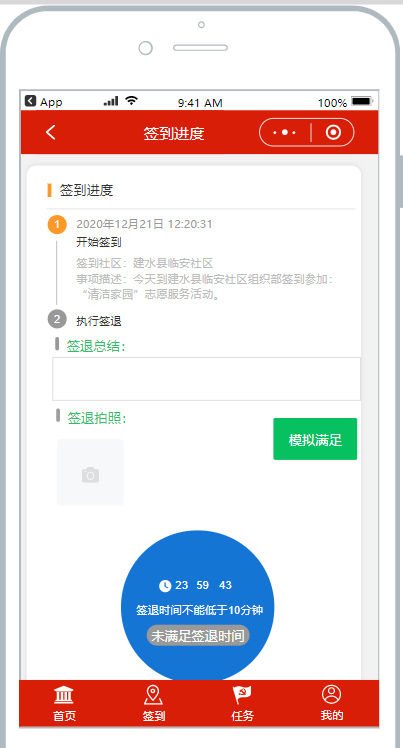 App 9:41 AM 100%
签到进度
签到进度
1 2020年12月21日 12:20:31
开始签到
签到社区：建水县临安社区
事项描述：今天到建水县临安社区组织部签到参加：
“清洁家园”志愿服务活动。
2 执行签退
签退总结：
签退拍照：
模拟满足
23 59 43
签退时间不能低于10分钟
未满足签退时间
首页 签到 任务 我的